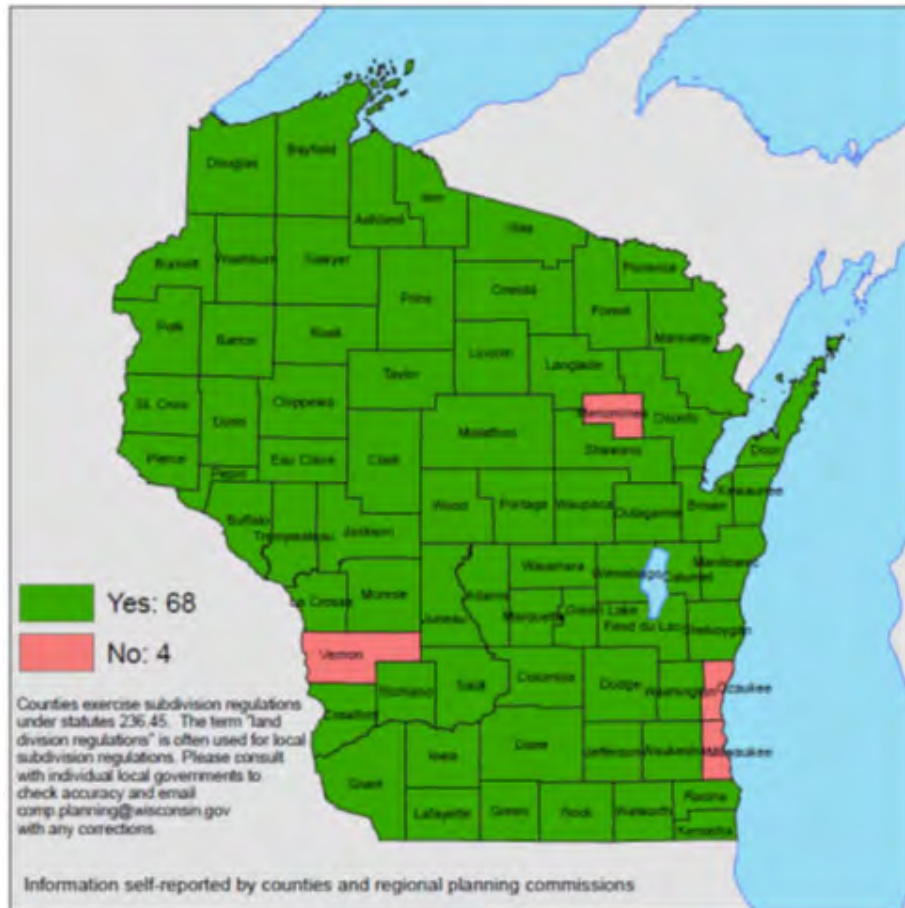 Douglas
Bayfield
Iron
Ashland
Vilas
Burnett
Washburn
Sawyer
Florence
Price
Oneida
Forest
Marinette
Polk
Barron
Rusk
Lincoln
Langlade
Taylor
St. Croix
Dunn
Chippewa
Menominee
Oconto
Marathon
Clark
Shawano
Door
Pierce
Eau Claire
Pepin
Kewaunee
Wood
Portage
Waupaca
Outagamie
Brown
Buffalo
Trempealeau
Jackson
Waushara
Winnebago
Calumet
Manitowoc
Yes: 68
La Crosse
Monroe
Juneau
Adams
Marquette
Green Lake
Fond du Lac
Sheboygan
No: 4
Vernon
Richland
Sauk
Columbia
Dodge
Washington
Ozaukee
Counties exercise subdivision regulations
under statutes 236.45. The term "land
division regulations" is often used for local
subdivision regulations. Please consult
with individual local governments to
check accuracy and email
comp.planning@wisconsin.gov
with any corrections.
Crawford
Iowa
Dane
Jefferson
Waukesha
Milwaukee
Grant
Lafayette
Green
Rock
Walworth
Racine
Kenosha
Information self-reported by counties and regional planning commissions